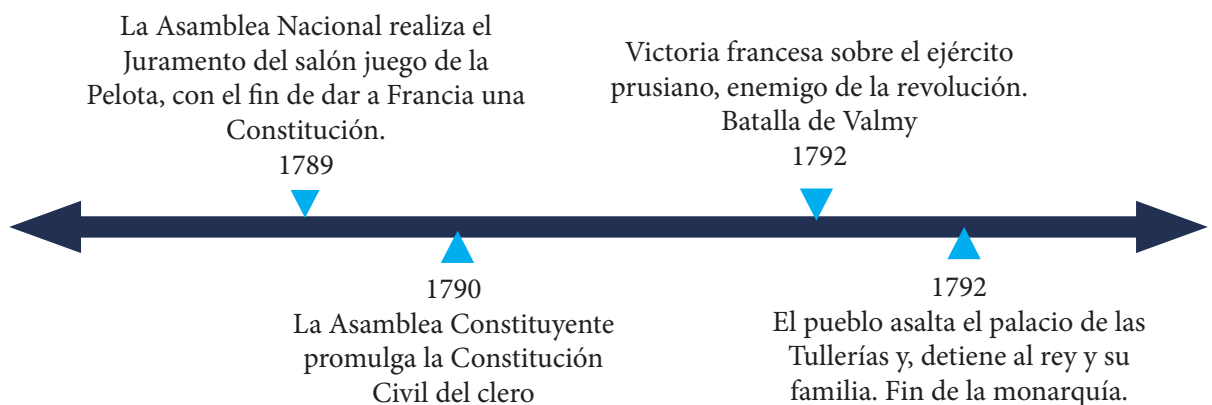 La Asamblea Nacional realiza el
Juramento del salón juego de la
Pelota, con el fin de dar a Francia una
Constitución.
1789
Victoria francesa sobre el ejército
prusiano, enemigo de la revolución.
Batalla de Valmy
1792
1790
La Asamblea Constituyente
promulga la Constitución
Civil del clero
1792
El pueblo asalta el palacio de las
Tullerías y, detiene al rey y su
familia. Fin de la monarquía.